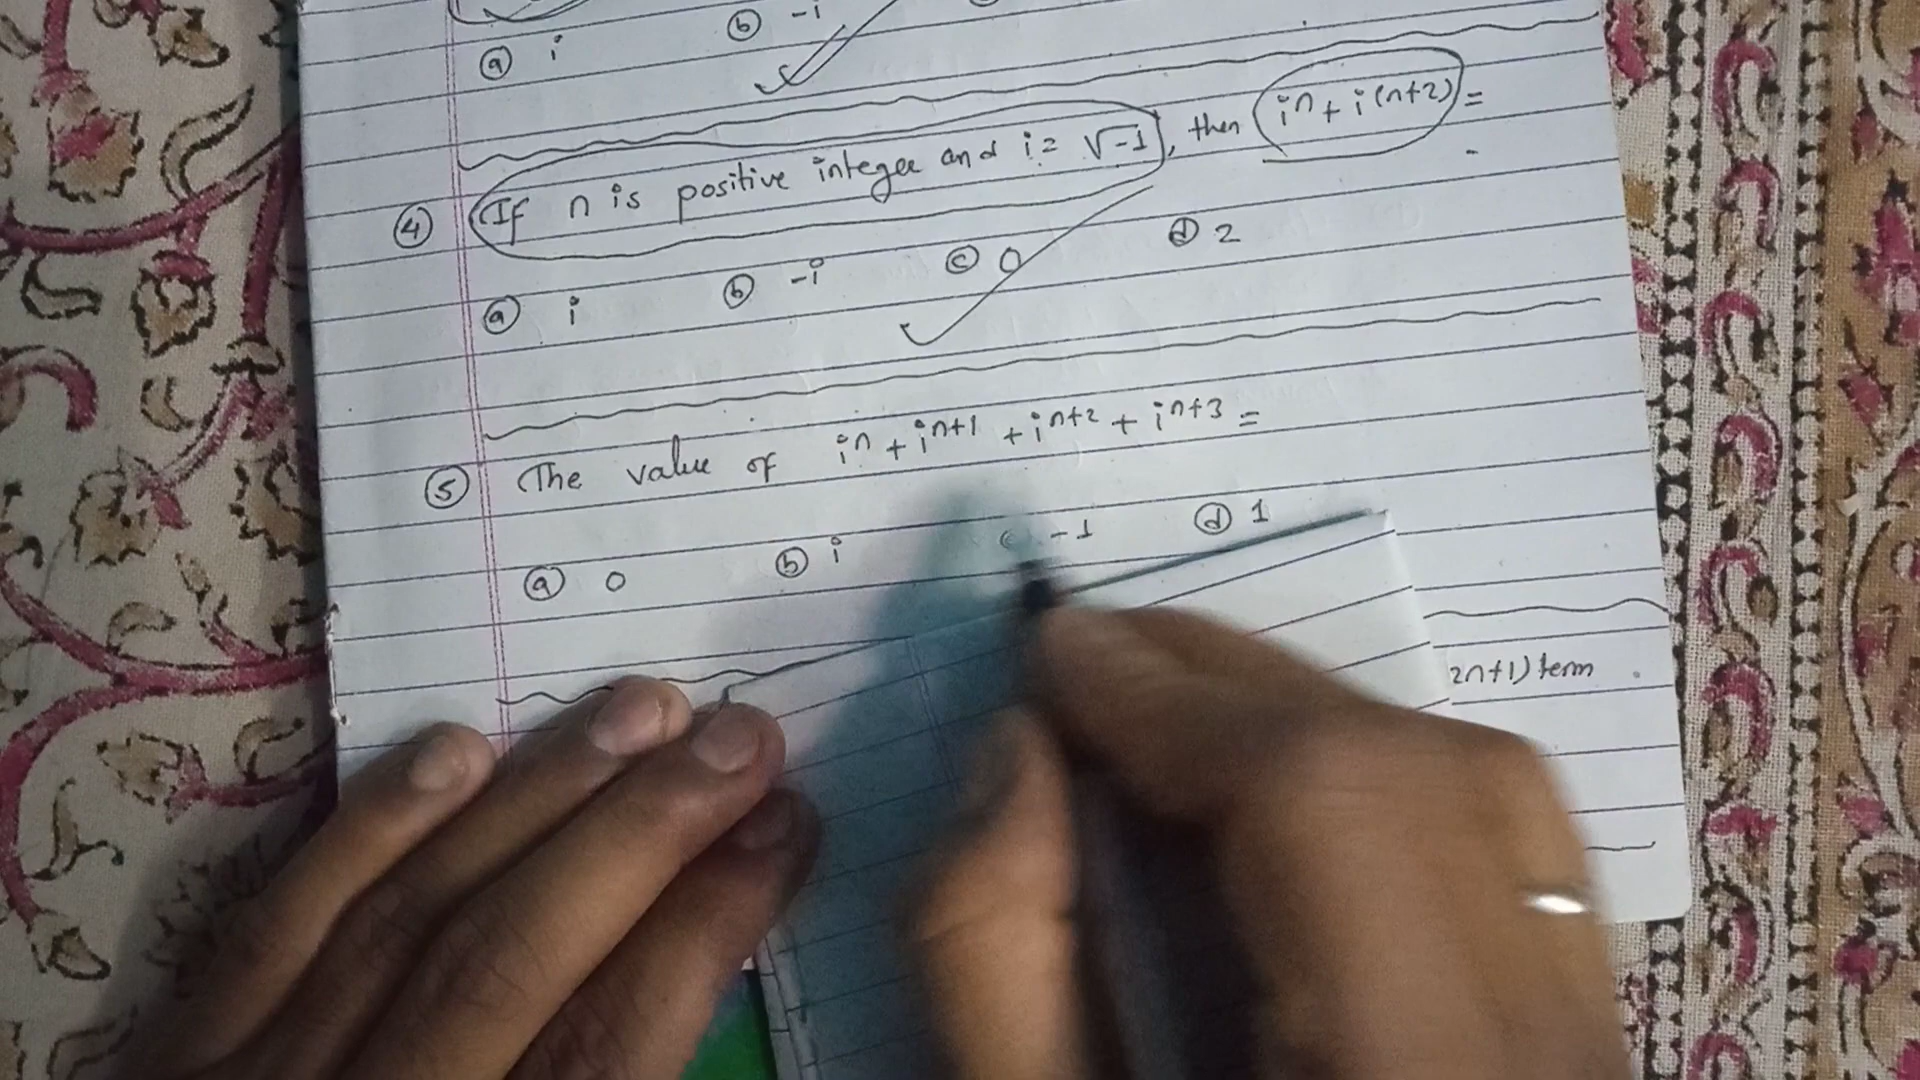 ⓐ i ⓑ -i
④ If n is positive integer and i = √-1, then iⁿ + i⁽ⁿ⁺²⁾ =
ⓐ i ⓑ -i ⓒ 0 ⓓ 2
⑤ The value of iⁿ + iⁿ⁺¹ + iⁿ⁺² + iⁿ⁺³ =
ⓐ 0 ⓑ i ⓒ -1 ⓓ 1
2n+1) term